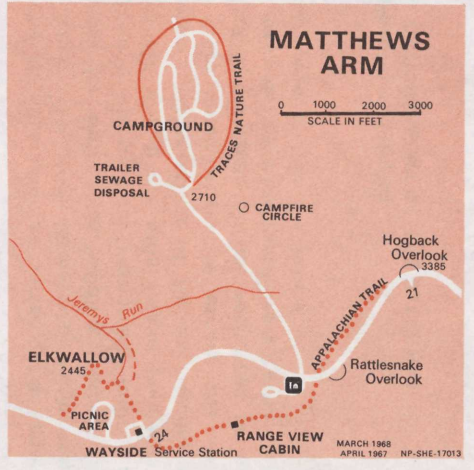 MATTHEWS
ARM
0 1000 2000 3000
SCALE IN FEET
TRACES NATURE TRAIL
CAMPGROUND
TRAILER
SEWAGE
DISPOSAL
2710
CAMPFIRE
CIRCLE
Hogback
Overlook
3385
21
APPALACHIAN TRAIL
Jeremys Run
ELKWALLOW
2445
Rattlesnake
Overlook
In
PICNIC
AREA
24
WAYSIDE Service Station
RANGE VIEW
CABIN
MARCH 1968
APRIL 1967 NP-SHE-17013